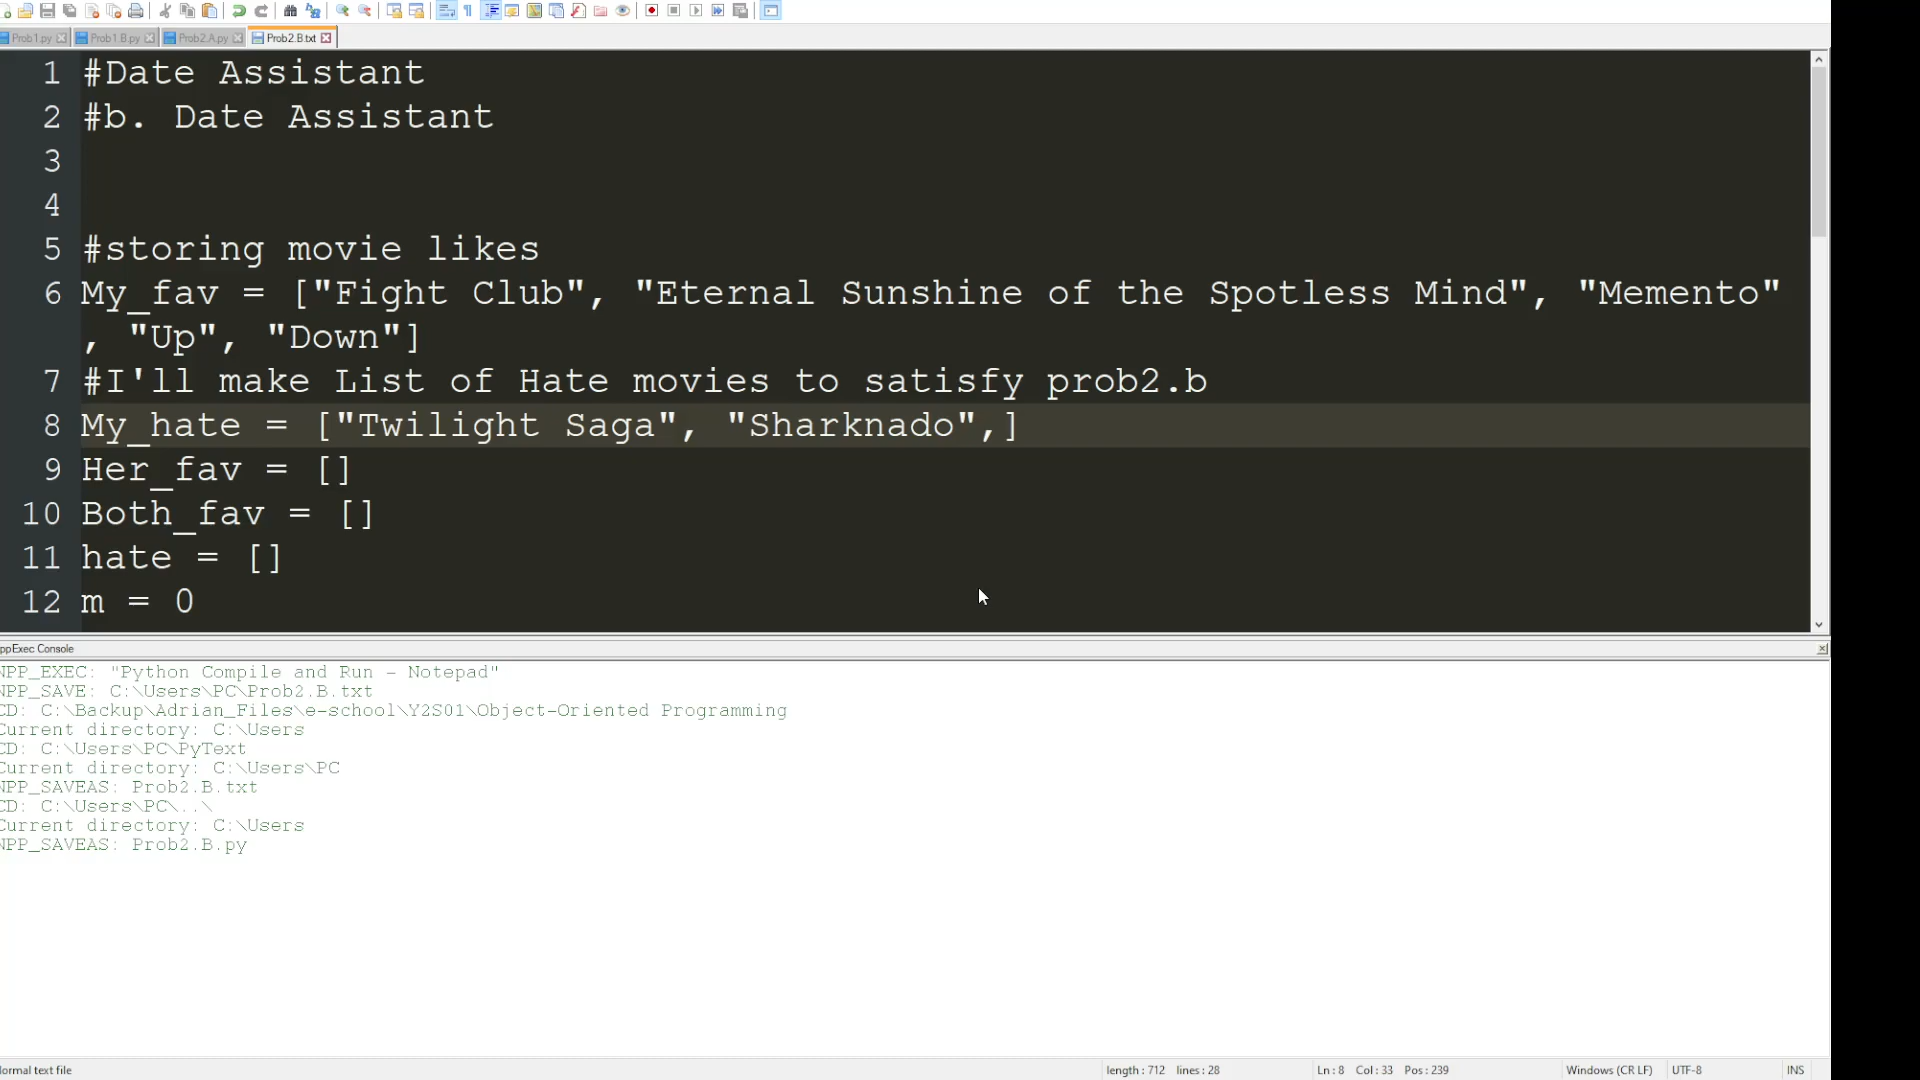 Prob1.py Prob1.B.py Prob2.A.py Prob2.B.txt
1 #Date Assistant
2 #b. Date Assistant
3
4
5 #storing movie likes
6 My_fav = ["Fight Club", "Eternal Sunshine of the Spotless Mind", "Memento"
, "Up", "Down"]
7 #I'll make List of Hate movies to satisfy prob2.b
8 My_hate = ["Twilight Saga", "Sharknado",]
9 Her_fav = []
10 Both_fav = []
11 hate = []
12 m = 0
ppExec Console
NPP_EXEC: "Python Compile and Run - Notepad"
NPP_SAVE: C:\Users\PC\Prob2.B.txt
CD: C:\Backup\Adrian_Files\e-school\Y2S01\Object-Oriented Programming
Current directory: C:\Users
CD: C:\Users\PC\PyText
Current directory: C:\Users\PC
NPP_SAVEAS: Prob2.B.txt
CD: C:\Users\PC\..\
Current directory: C:\Users
NPP_SAVEAS: Prob2.B.py
ormal text file length : 712 lines : 28 Ln : 8 Col : 33 Pos : 239 Windows (CR LF) UTF-8 INS